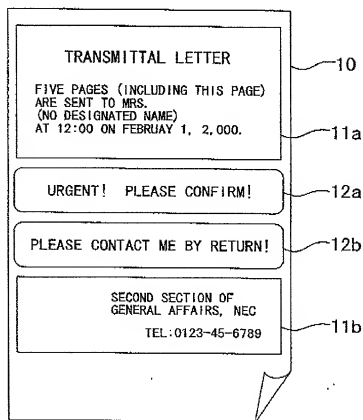 TRANSMITTAL LETTER
FIVE PAGES (INCLUDING THIS PAGE)
ARE SENT TO MRS.
(NO DESIGNATED NAME)
AT 12:00 ON FEBRUAY 1, 2,000.
10
11a
URGENT! PLEASE CONFIRM!
12a
PLEASE CONTACT ME BY RETURN!
12b
SECOND SECTION OF
GENERAL AFFAIRS, NEC
TEL:0123-45-6789
11b